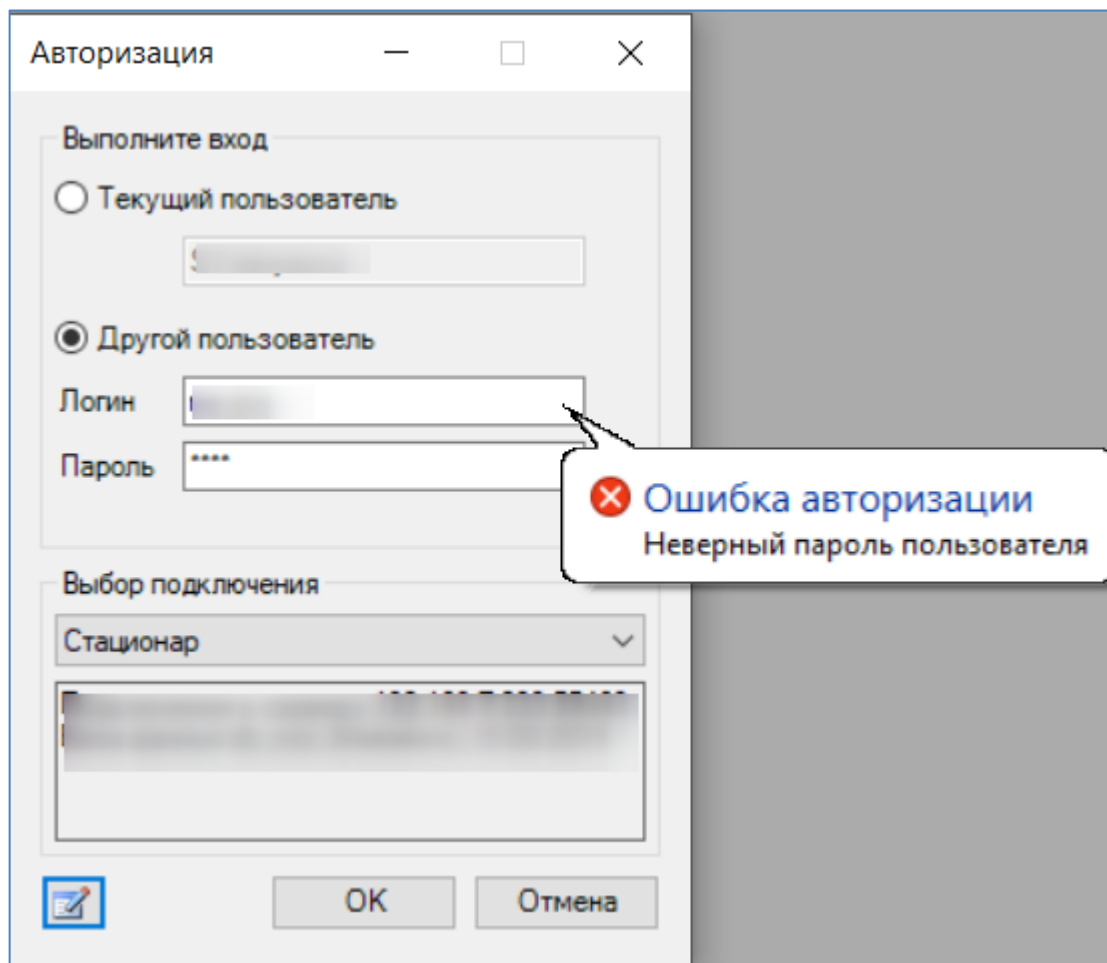 Авторизация
Выполните вход
Текущий пользователь
Другой пользователь
Логин
Пароль ****
Ошибка авторизации
Неверный пароль пользователя
Выбор подключения
Стационар
OK Отмена